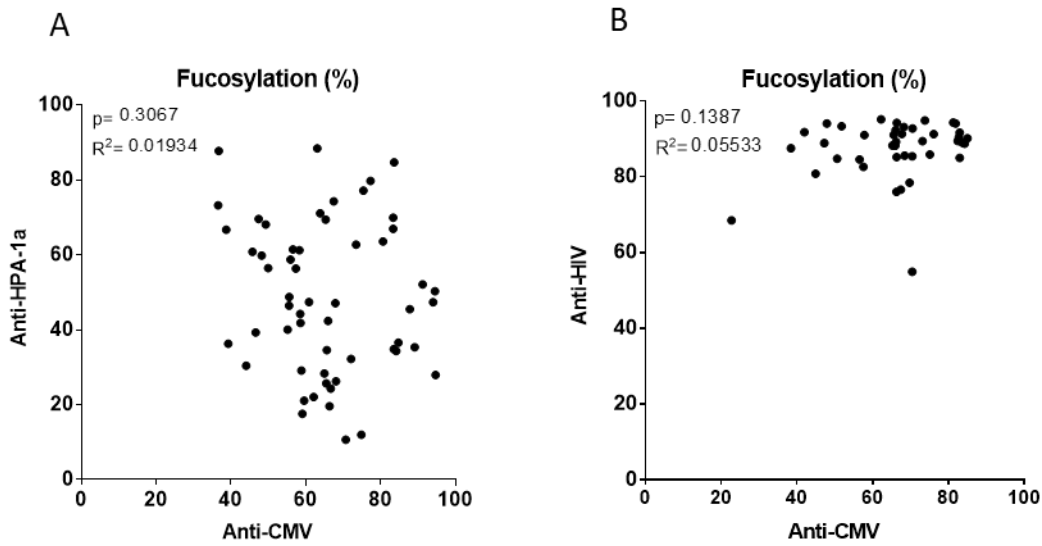 A
Fucosylation (%)
p= 0.3067
R²= 0.01934
100
80
60
40
20
0
Anti-HPA-1a
0 20 40 60 80 100
Anti-CMV
B
Fucosylation (%)
p= 0.1387
R²= 0.05533
100
80
60
40
20
0
Anti-HIV
0 20 40 60 80 100
Anti-CMV